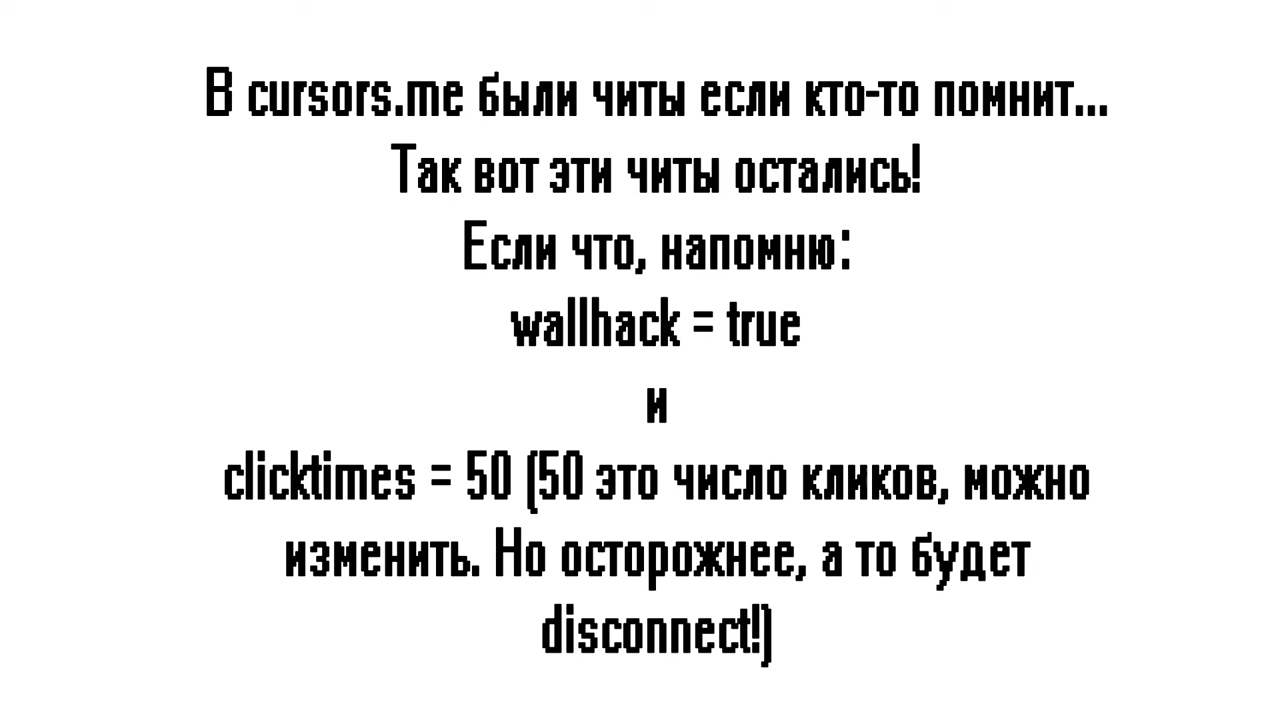 В cursors.me были читы если кто-то помнит...
Так вот эти читы остались!
Если что, напомню:
wallhack = true
и
clicktimes = 50 (50 это число кликов, можно
изменить. Но осторожнее, а то будет
disconnect!)